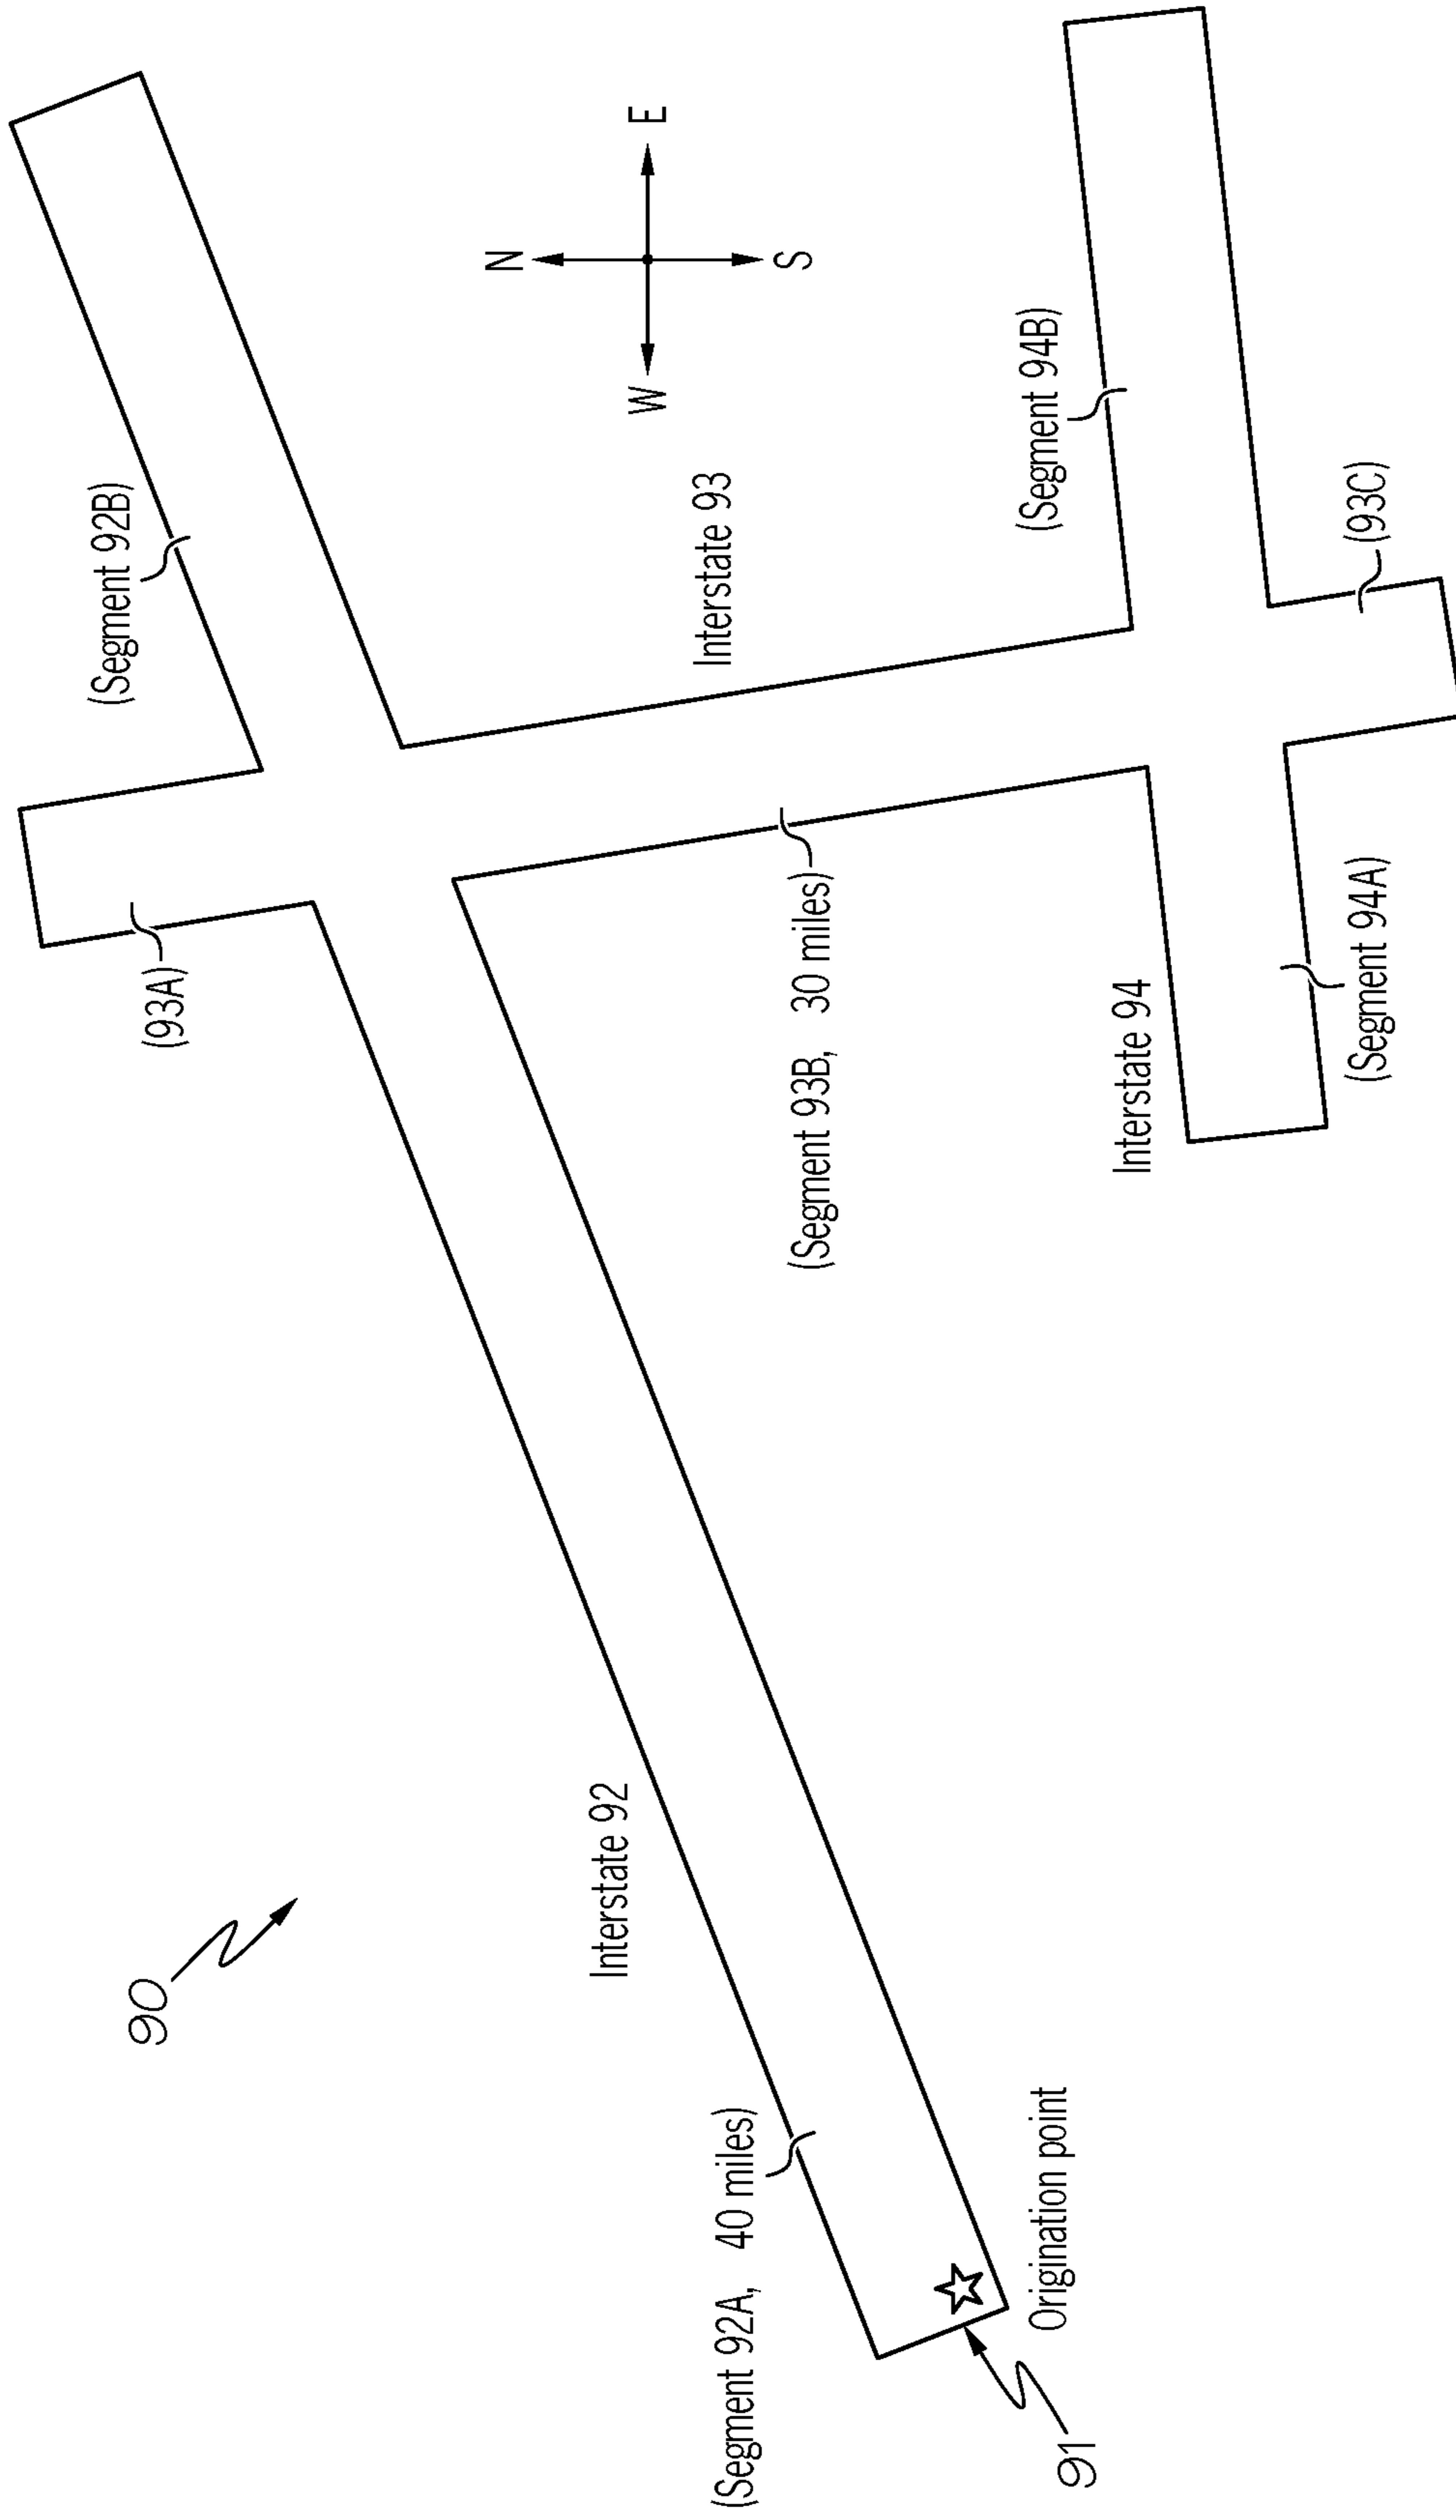 90
(Segment 92A, 40 miles)
Interstate 92
(93A)
(Segment 92B)
N
W
E
S
Interstate 93
(Segment 93B, 30 miles)
(Segment 94B)
Interstate 94
(Segment 94A)
(93C)
Origination point
91